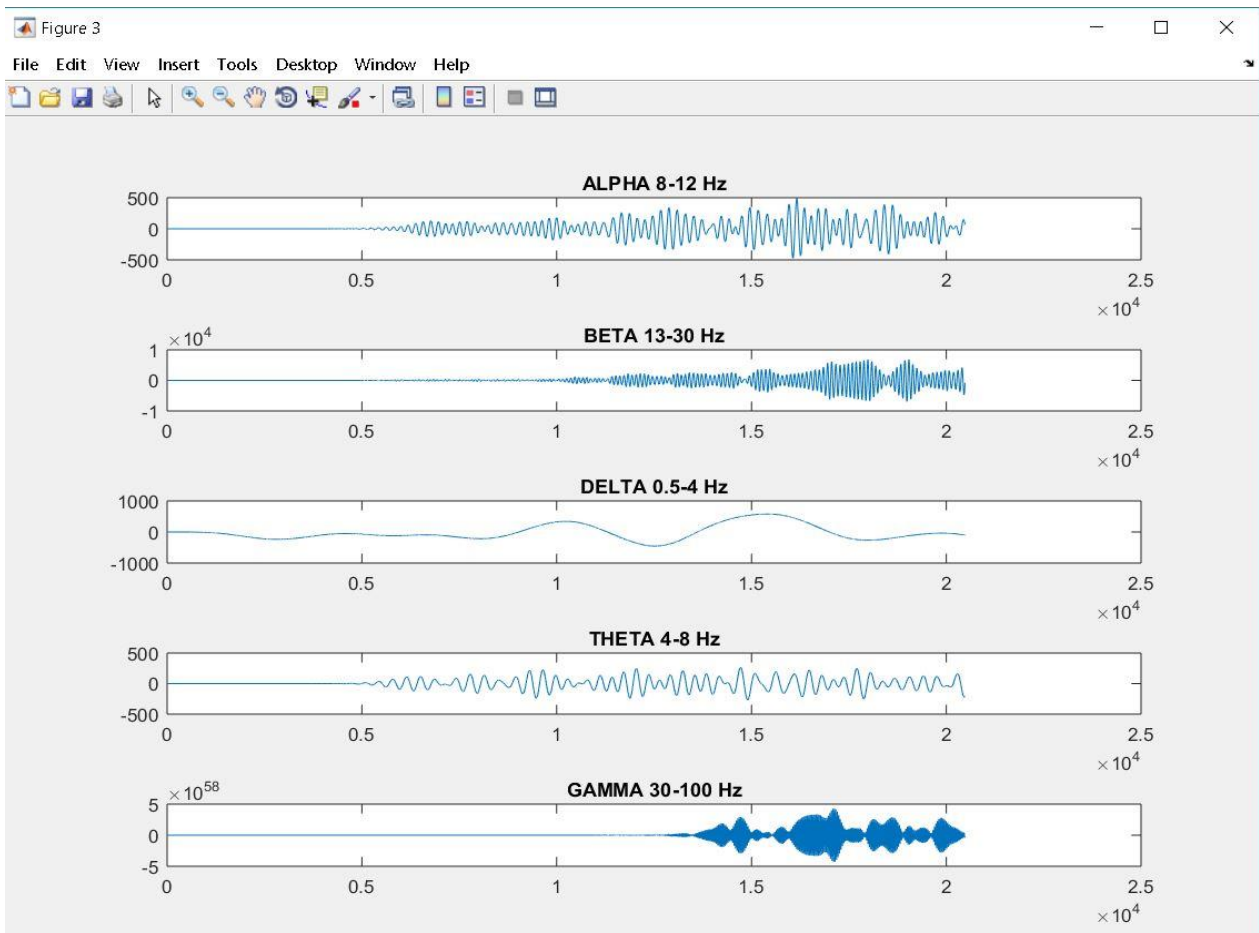 Figure 3
File Edit View Insert Tools Desktop Window Help
ALPHA 8-12 Hz
500
0
-500
0 0.5 1 1.5 2 2.5
×10^4
BETA 13-30 Hz
×10^4
1
0
-1
0 0.5 1 1.5 2 2.5
×10^4
DELTA 0.5-4 Hz
1000
0
-1000
0 0.5 1 1.5 2 2.5
×10^4
THETA 4-8 Hz
500
0
-500
0 0.5 1 1.5 2 2.5
×10^4
GAMMA 30-100 Hz
×10^58
5
0
-5
0 0.5 1 1.5 2 2.5
×10^4